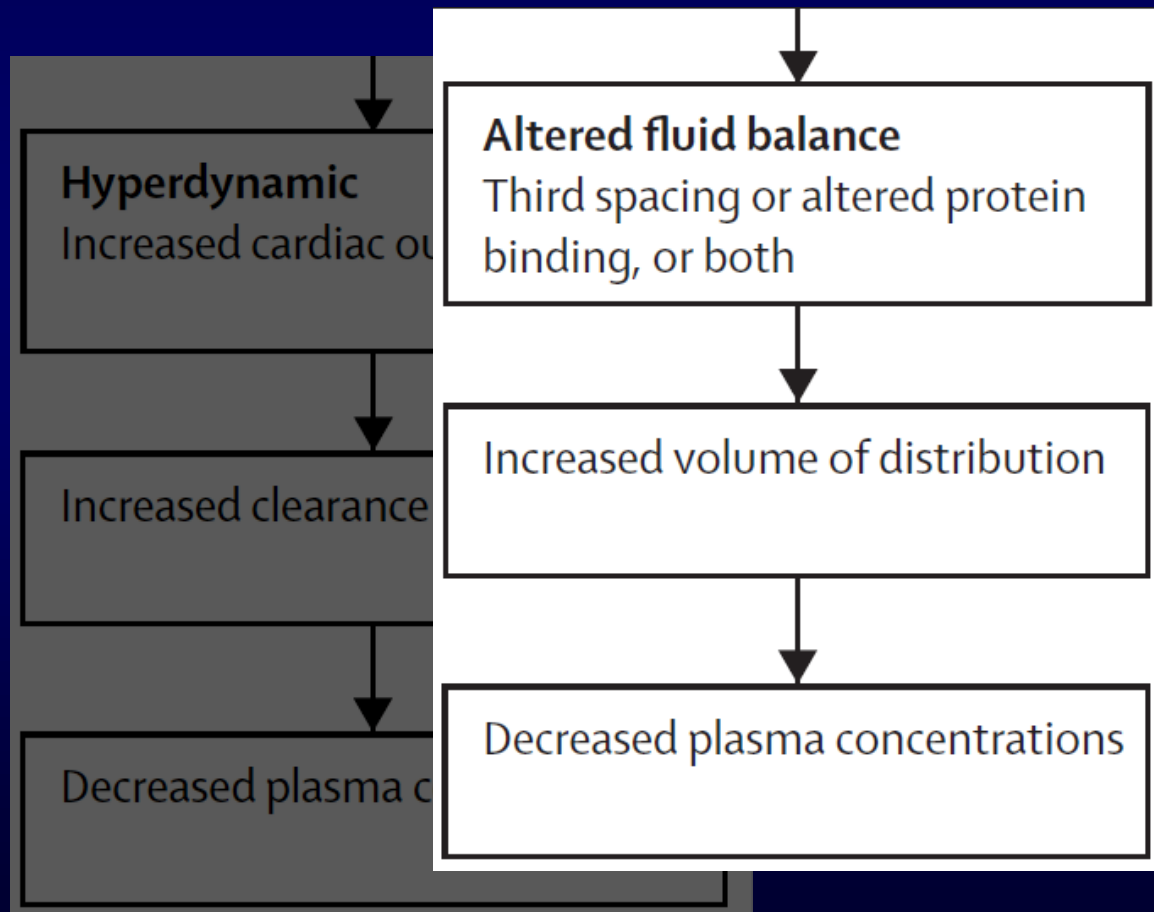 Hyperdynamic
Increased cardiac ou
Increased clearance
Decreased plasma c
Altered fluid balance
Third spacing or altered protein
binding, or both
Increased volume of distribution
Decreased plasma concentrations